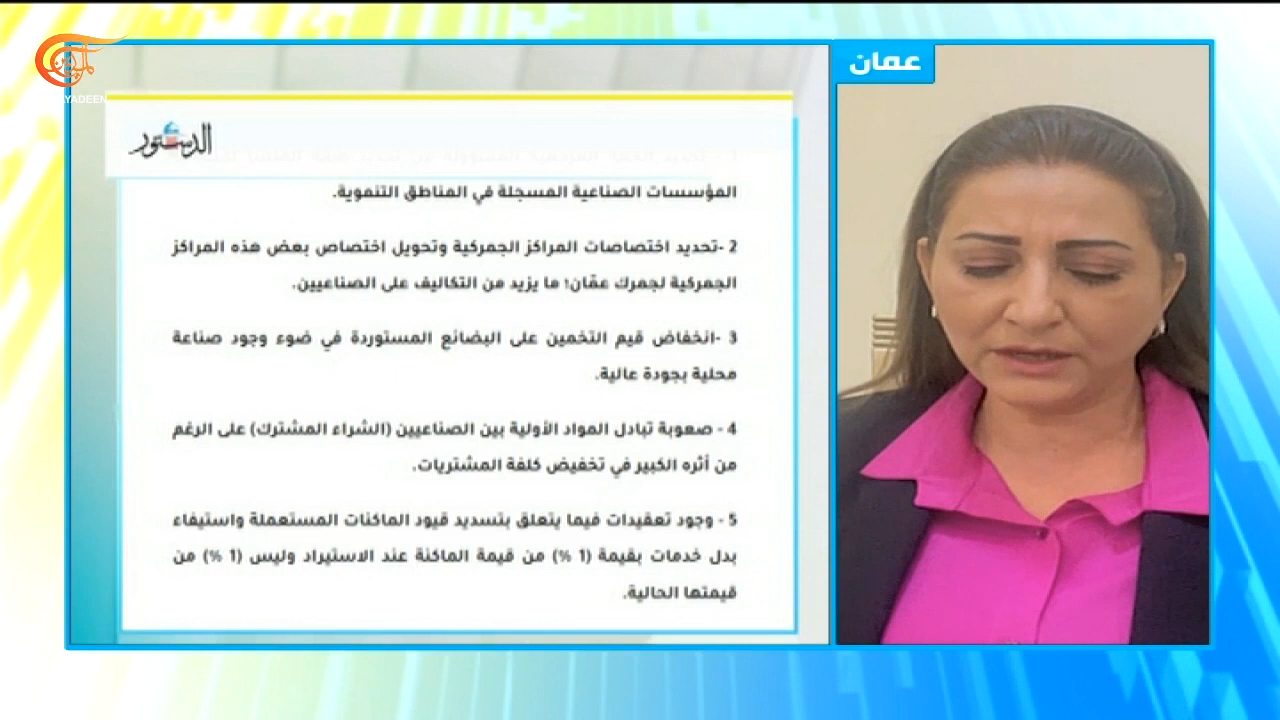 الميادين
YADEEN
عمان
الدستور
المؤسسات الصناعية المسجلة في المناطق التنموية.
2 -تحديد اختصاصات المراكز الجمركية وتحويل اختصاص بعض هذه المراكز
الجمركية لجمرك عمّان؛ ما يزيد من التكاليف على الصناعيين.
3 -انخفاض قيم التخمين على البضائع المستوردة في ضوء وجود صناعة
محلية بجودة عالية.
4 - صعوبة تبادل المواد الأولية بين الصناعيين (الشراء المشترك) على الرغم
من أثره الكبير في تخفيض كلفة المشتريات.
5 - وجود تعقيدات فيما يتعلق بتسديد قيود الماكنات المستعملة واستيفاء
بدل خدمات بقيمة (1 %) من قيمة الماكنة عند الاستيراد وليس (1 %) من
قيمتها الحالية.